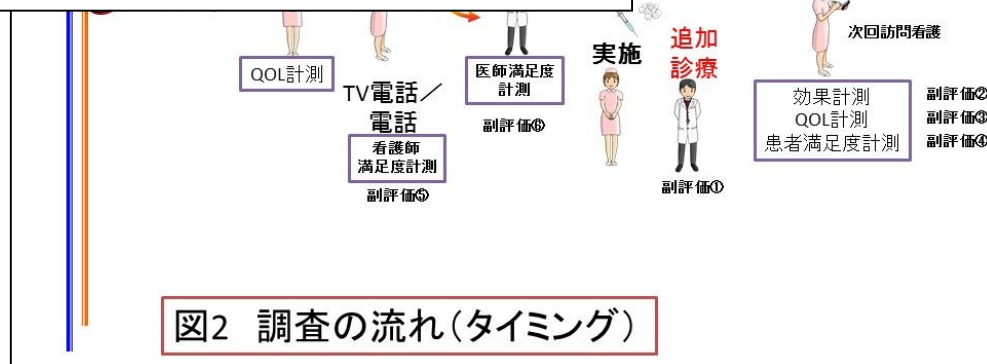 QOL計測
TV電話／
電話
看護師
満足度計測
副評価⑤
医師満足度
計測
副評価⑥
実施
追加
診療
副評価①
次回訪問看護
効果計測
QOL計測
患者満足度計測
副評価②
副評価③
副評価④
図2 調査の流れ（タイミング）